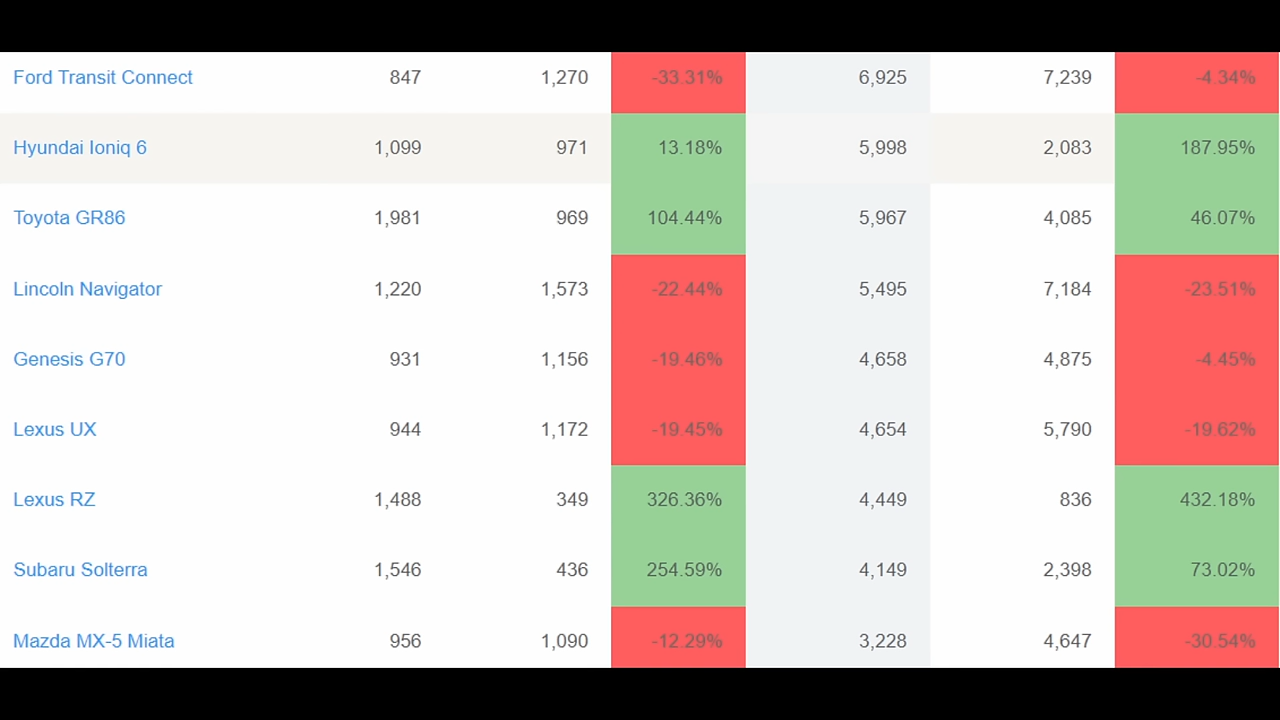 Ford Transit Connect 847 1,270 -33.31% 6,925 7,239 -4.34%
Hyundai Ioniq 6 1,099 971 13.18% 5,998 2,083 187.95%
Toyota GR86 1,981 969 104.44% 5,967 4,085 46.07%
Lincoln Navigator 1,220 1,573 -22.44% 5,495 7,184 -23.51%
Genesis G70 931 1,156 -19.46% 4,658 4,875 -4.45%
Lexus UX 944 1,172 -19.45% 4,654 5,790 -19.62%
Lexus RZ 1,488 349 326.36% 4,449 836 432.18%
Subaru Solterra 1,546 436 254.59% 4,149 2,398 73.02%
Mazda MX-5 Miata 956 1,090 -12.29% 3,228 4,647 -30.54%